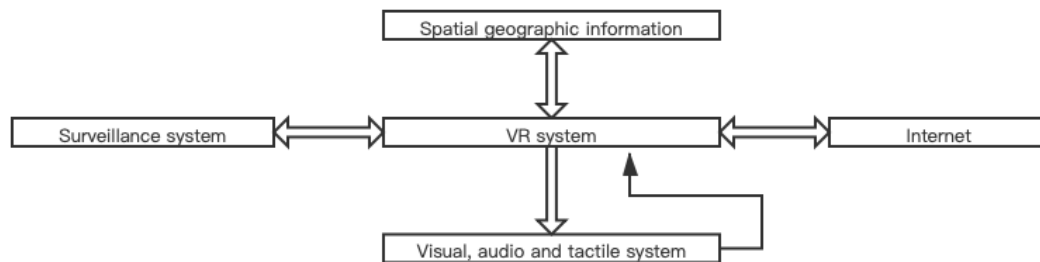 Spatial geographic information
Surveillance system
VR system
Internet
Visual, audio and tactile system